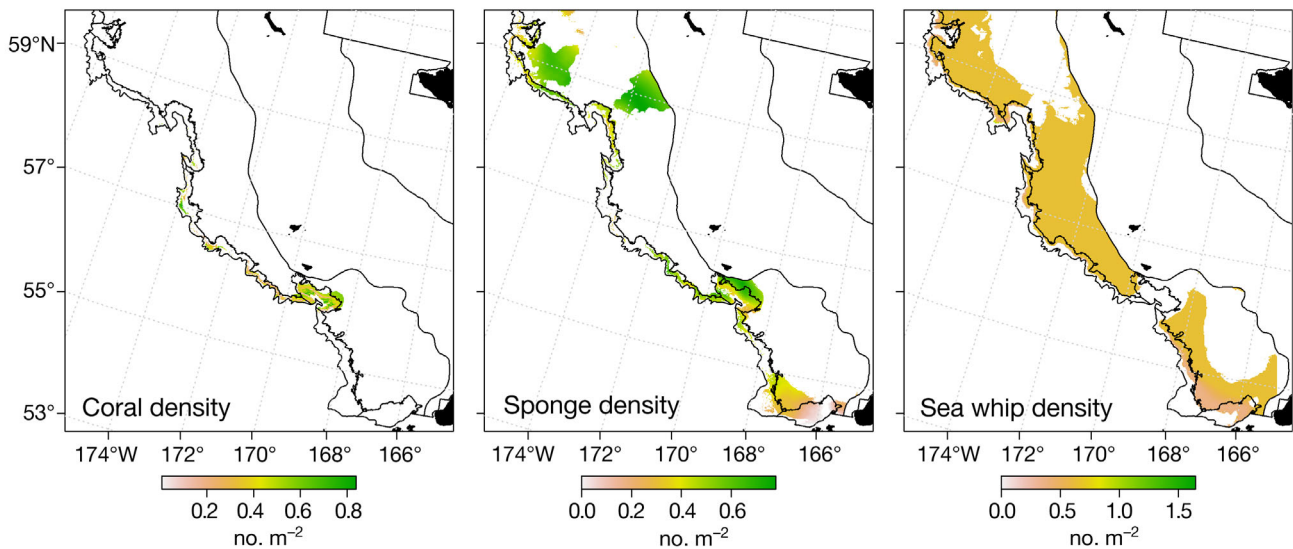 59°N
57°
55°
53°
Coral density
Sponge density
Sea whip density
174°W 172° 170° 168° 166°
174°W 172° 170° 168° 166°
174°W 172° 170° 168° 166°
0.2 0.4 0.6 0.8
no. m⁻²
0.0 0.2 0.4 0.6
no. m⁻²
0.0 0.5 1.0 1.5
no. m⁻²